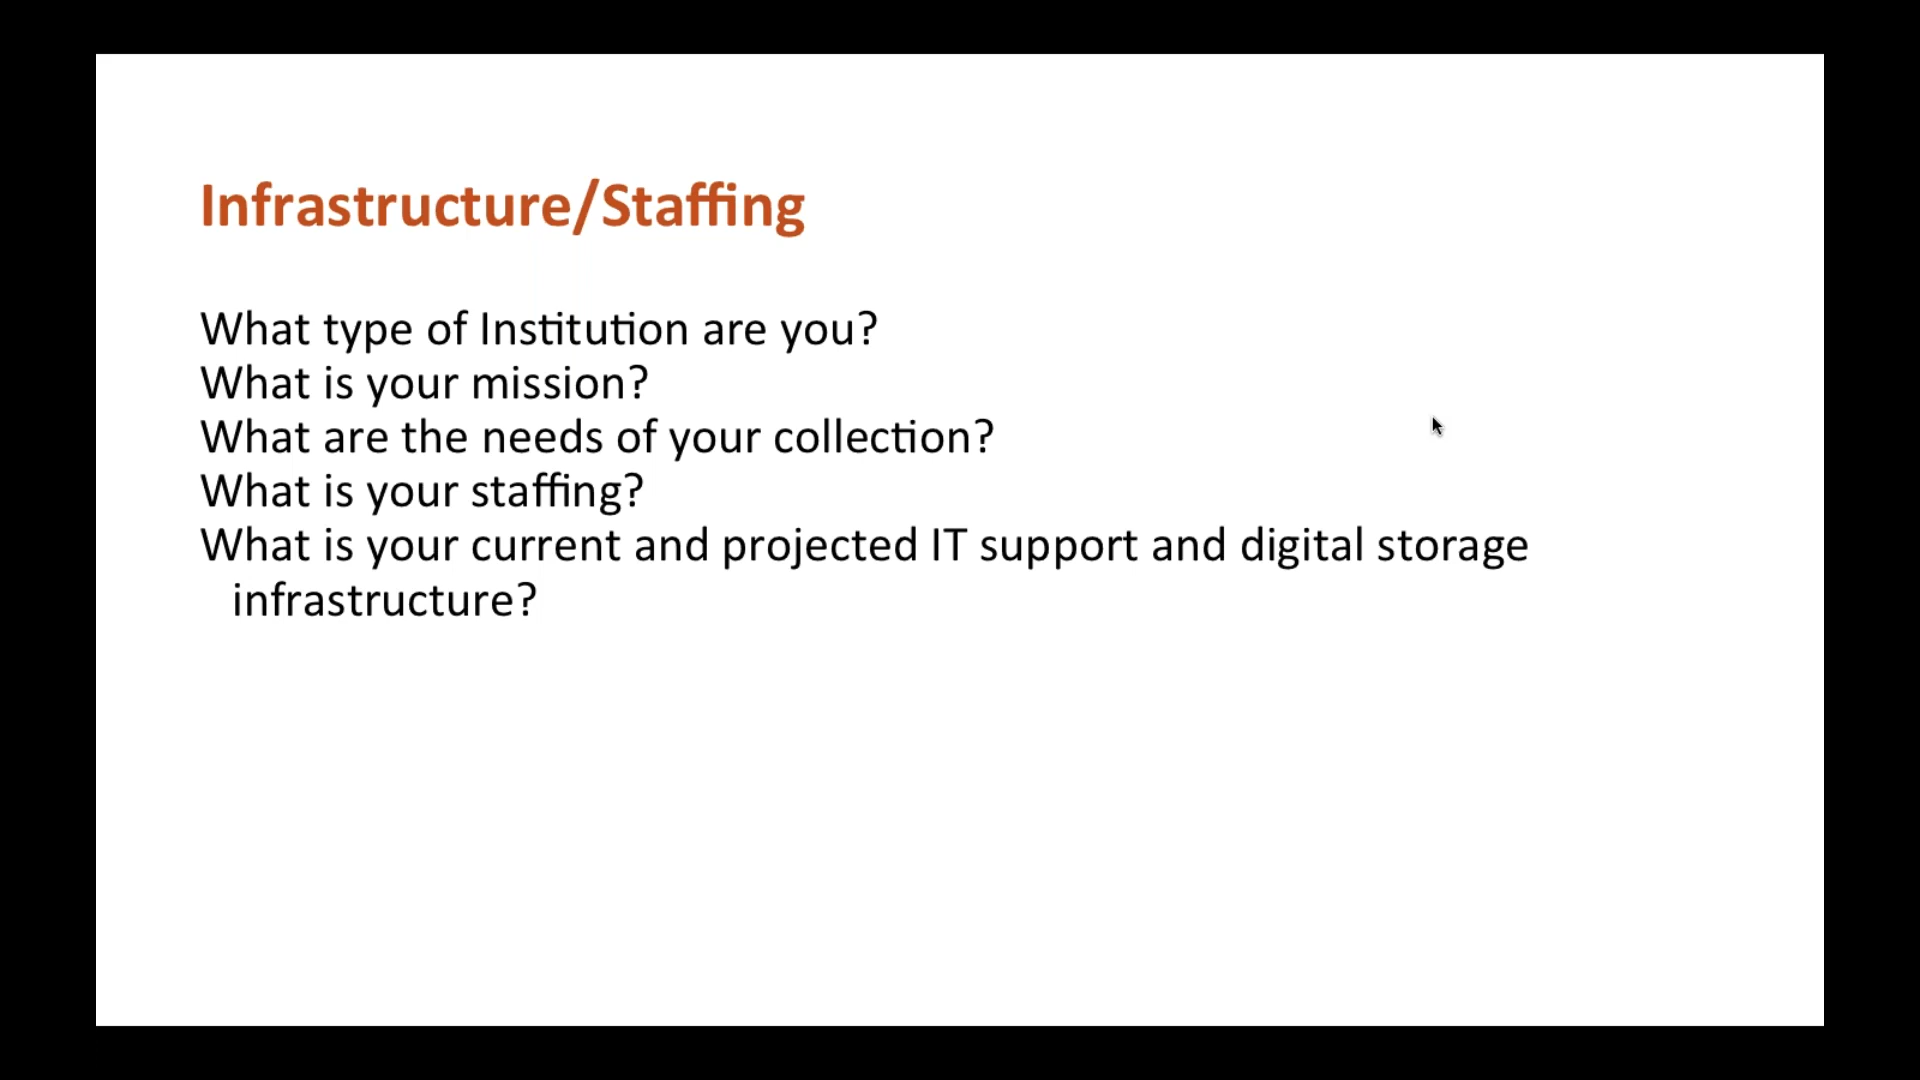 Infrastructure/Staffing
What type of Institution are you?
What is your mission?
What are the needs of your collection?
What is your staffing?
What is your current and projected IT support and digital storage
infrastructure?